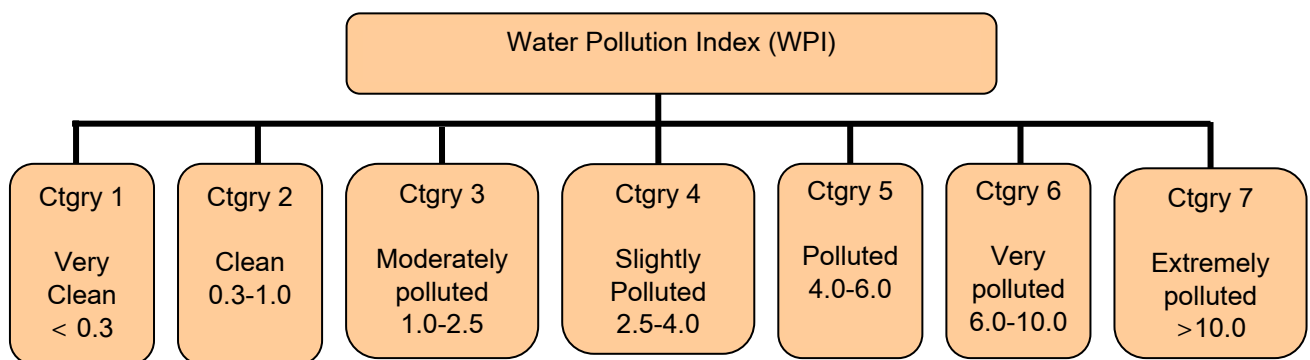 Water Pollution Index (WPI)
Ctgry 1
Very
Clean
< 0.3
Ctgry 2
Clean
0.3-1.0
Ctgry 3
Moderately
polluted
1.0-2.5
Ctgry 4
Slightly
Polluted
2.5-4.0
Ctgry 5
Polluted
4.0-6.0
Ctgry 6
Very
polluted
6.0-10.0
Ctgry 7
Extremely
polluted
>10.0